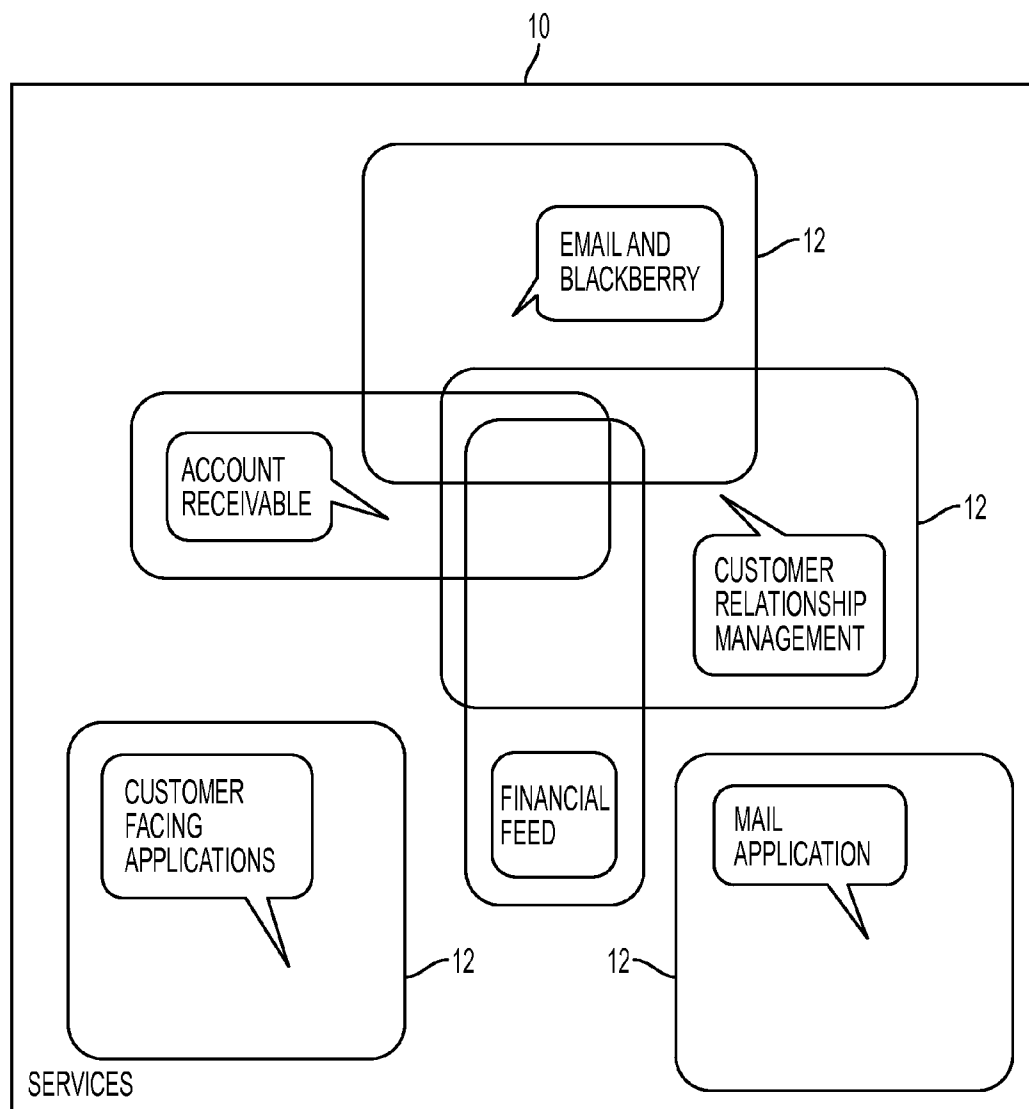 10
EMAIL AND
BLACKBERRY
12
ACCOUNT
RECEIVABLE
12
CUSTOMER
RELATIONSHIP
MANAGEMENT
CUSTOMER
FACING
APPLICATIONS
FINANCIAL
FEED
MAIL
APPLICATION
12
12
SERVICES